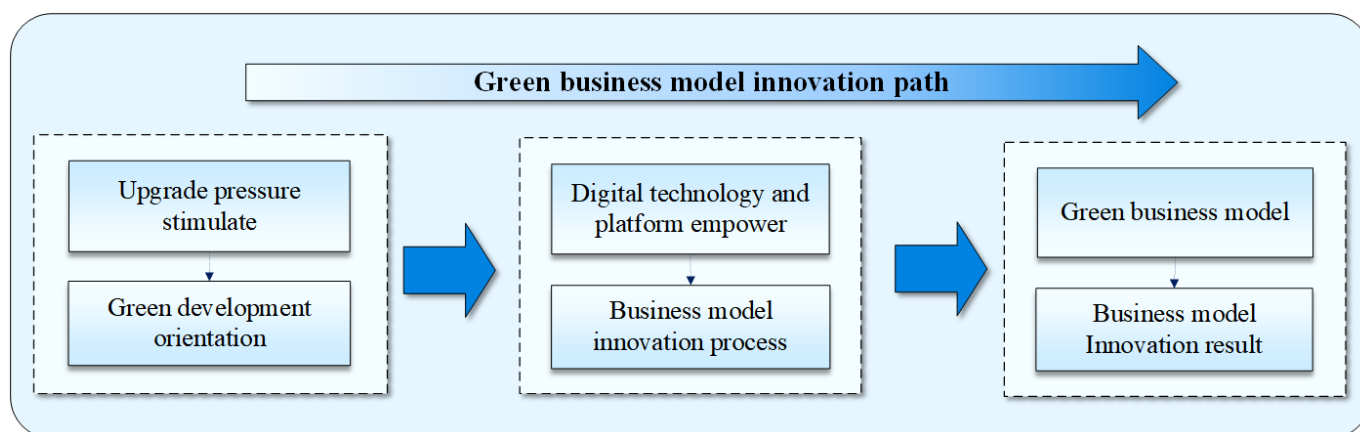 Green business model innovation path
Upgrade pressure
stimulate
Green development
orientation
Digital technology and
platform empower
Business model
innovation process
Green business model
Business model
Innovation result